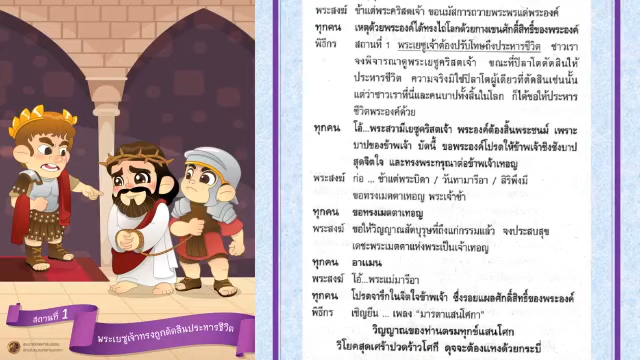 สถานที่ 1
พระเยซูเจ้าทรงถูกตัดสินประหารชีวิต
พระสงฆ์ ข้าแต่พระคริสตเจ้า ขอนมัสการถวายพระพรแด่พระองค์
ทุกคน เหตุด้วยพระองค์ได้ทรงไถ่โลกด้วยกางเขนศักดิ์สิทธิ์ของพระองค์
พิธีกร สถานที่ 1 พระเยซูเจ้าต้องปรับโทษถึงประหารชีวิต ชาวเรา
จงพิจารณาดูพระเยซูคริสตเจ้า ขณะที่ปีลาโตตัดสินให้
ประหารชีวิต ความจริงมิใช่ปีลาโตผู้เดียวที่ตัดสินเช่นนั้น
แต่ว่าชาวเราที่นี่และคนบาปทั้งสิ้นในโลก ก็ได้ขอให้ประหาร
ชีวิตพระองค์ด้วย
ทุกคน โอ้...พระสวามีเยซูคริสตเจ้า พระองค์ต้องสิ้นพระชนม์ เพราะ
บาปของข้าพเจ้า บัดนี้ ขอพระองค์โปรดให้ข้าพเจ้าชิงชังบาป
สุดจิตใจ และทรงพระกรุณาต่อข้าพเจ้าเทอญ
พระสงฆ์ ก่อ ... ข้าแต่พระบิดา / วันทามารีอา / สิริพึงมี
ขอทรงเมตตาเทอญ พระเจ้าข้า
ทุกคน ขอทรงเมตตาเทอญ
พระสงฆ์ ขอให้วิญญาณสัตบุรุษที่ถึงแก่กรรมแล้ว จงประสบสุข
เดชะพระเมตตาแห่งพระเป็นเจ้าเทอญ
ทุกคน อาแมน
พระสงฆ์ โอ้...พระแม่มารีอา
ทุกคน โปรดจารึกในจิตใจข้าพเจ้า ซึ่งรอยแผลศักดิ์สิทธิ์ของพระองค์
พิธีกร เชิญยืน ... เพลง “มารดาแสนโศกา”
วิญญาณของท่านตรมทุกข์แสนโศก
วิโยคสุดเศร้าปวดร้าวโศกี ดุจจะต้องแทงด้วยกระบี่